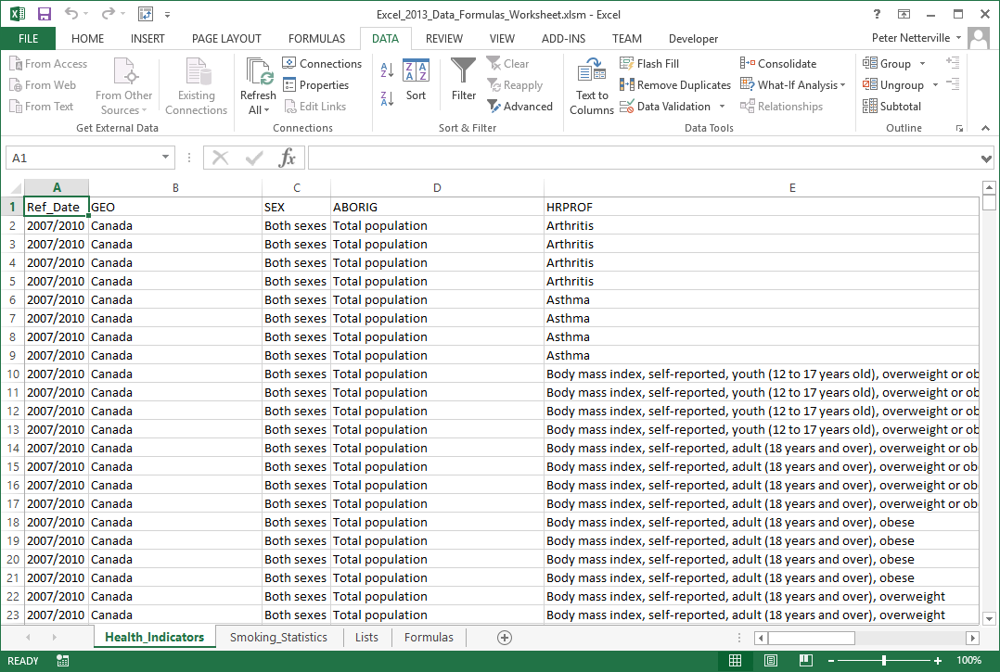 Excel_2013_Data_Formulas_Worksheet.xlsm - Excel
FILE HOME INSERT PAGE LAYOUT FORMULAS DATA REVIEW VIEW ADD-INS TEAM Developer Peter Netterville
From Access
From Web
From Text
From Other Sources
Existing Connections
Get External Data
Refresh All
Connections
Properties
Edit Links
Connections
Sort
Filter
Clear
Reapply
Advanced
Sort & Filter
Text to Columns
Flash Fill
Remove Duplicates
Data Validation
Consolidate
What-If Analysis
Relationships
Data Tools
Group
Ungroup
Subtotal
Outline
A1 fx
A B C D E
1 Ref_Date GEO SEX ABORIG HRPROF
2 2007/2010 Canada Both sexes Total population Arthritis
3 2007/2010 Canada Both sexes Total population Arthritis
4 2007/2010 Canada Both sexes Total population Arthritis
5 2007/2010 Canada Both sexes Total population Arthritis
6 2007/2010 Canada Both sexes Total population Asthma
7 2007/2010 Canada Both sexes Total population Asthma
8 2007/2010 Canada Both sexes Total population Asthma
9 2007/2010 Canada Both sexes Total population Asthma
10 2007/2010 Canada Both sexes Total population Body mass index, self-reported, youth (12 to 17 years old), overweight or ob
11 2007/2010 Canada Both sexes Total population Body mass index, self-reported, youth (12 to 17 years old), overweight or ob
12 2007/2010 Canada Both sexes Total population Body mass index, self-reported, youth (12 to 17 years old), overweight or ob
13 2007/2010 Canada Both sexes Total population Body mass index, self-reported, youth (12 to 17 years old), overweight or ob
14 2007/2010 Canada Both sexes Total population Body mass index, self-reported, adult (18 years and over), overweight or obe
15 2007/2010 Canada Both sexes Total population Body mass index, self-reported, adult (18 years and over), overweight or obe
16 2007/2010 Canada Both sexes Total population Body mass index, self-reported, adult (18 years and over), overweight or obe
17 2007/2010 Canada Both sexes Total population Body mass index, self-reported, adult (18 years and over), overweight or obe
18 2007/2010 Canada Both sexes Total population Body mass index, self-reported, adult (18 years and over), obese
19 2007/2010 Canada Both sexes Total population Body mass index, self-reported, adult (18 years and over), obese
20 2007/2010 Canada Both sexes Total population Body mass index, self-reported, adult (18 years and over), obese
21 2007/2010 Canada Both sexes Total population Body mass index, self-reported, adult (18 years and over), obese
22 2007/2010 Canada Both sexes Total population Body mass index, self-reported, adult (18 years and over), overweight
23 2007/2010 Canada Both sexes Total population Body mass index, self-reported, adult (18 years and over), overweight
Health_Indicators Smoking_Statistics Lists Formulas
READY 100%